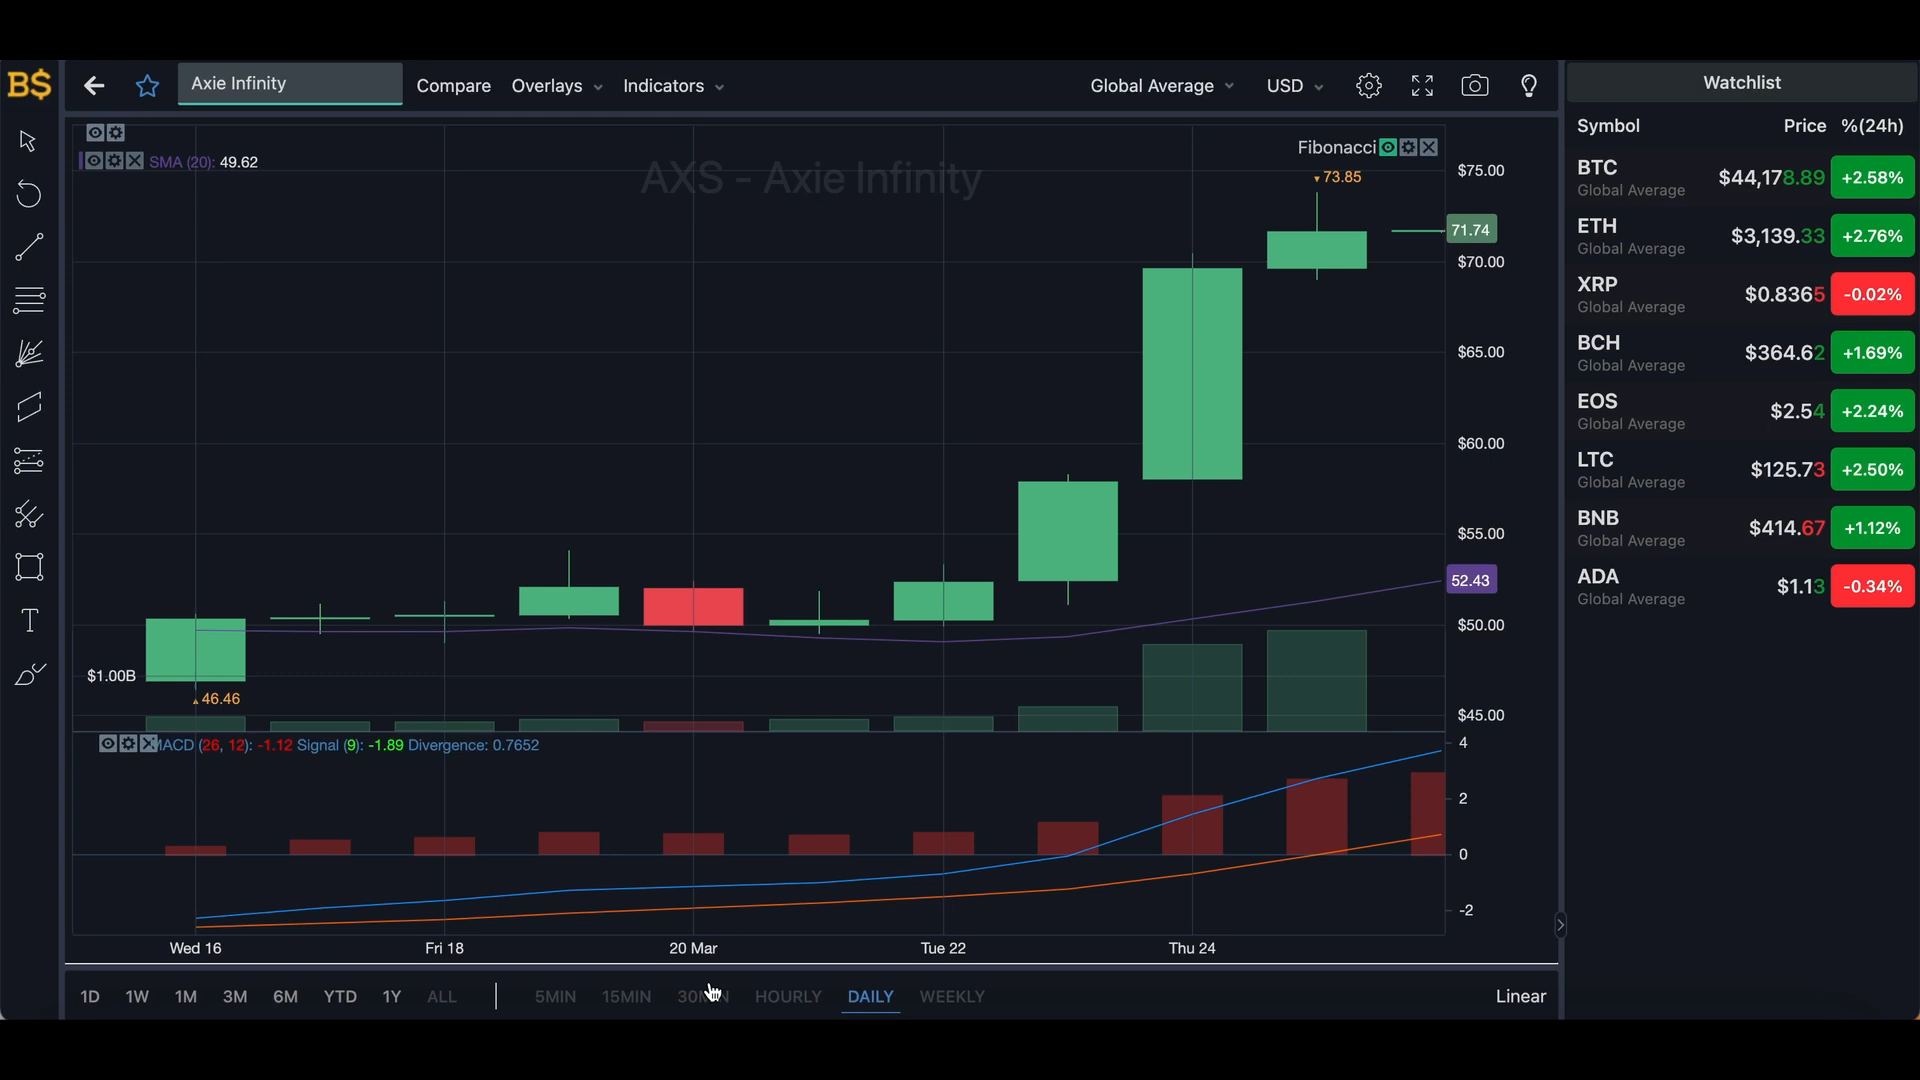 B$
Axie Infinity
Compare
Overlays
Indicators
Global Average
USD
SMA (20): 49.62
AXS - Axie Infinity
Fibonacci
73.85
71.74
52.43
46.46
$1.00B
$75.00
$70.00
$65.00
$60.00
$55.00
$50.00
$45.00
MACD (26, 12): -1.12 Signal (9): -1.89 Divergence: 0.7652
4
2
0
-2
Wed 16
Fri 18
20 Mar
Tue 22
Thu 24
1D 1W 1M 3M 6M YTD 1Y ALL
5MIN 15MIN HOURLY DAILY WEEKLY
Linear
Watchlist
Symbol Price %(24h)
BTC $44,178.89 +2.58%
Global Average
ETH $3,139.33 +2.76%
Global Average
XRP $0.8365 -0.02%
Global Average
BCH $364.62 +1.69%
Global Average
EOS $2.54 +2.24%
Global Average
LTC $125.73 +2.50%
Global Average
BNB $414.67 +1.12%
Global Average
ADA $1.13 -0.34%
Global Average